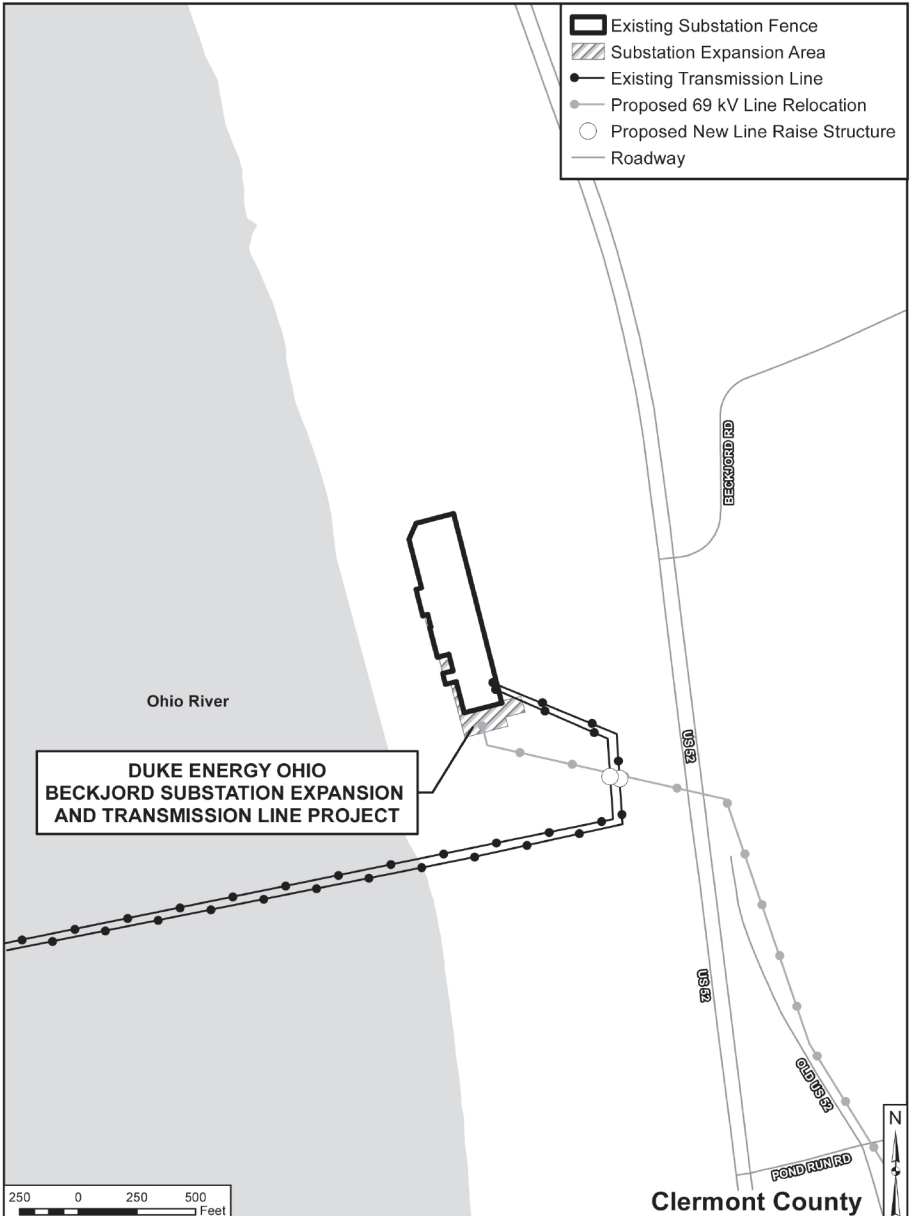 Existing Substation Fence
Substation Expansion Area
Existing Transmission Line
Proposed 69 kV Line Relocation
Proposed New Line Raise Structure
Roadway
BECKJORD RD
Ohio River
US 52
DUKE ENERGY OHIO
BECKJORD SUBSTATION EXPANSION
AND TRANSMISSION LINE PROJECT
US 52
OLD US 52
N
POND RUN RD
250 0 250 500
Feet
Clermont County